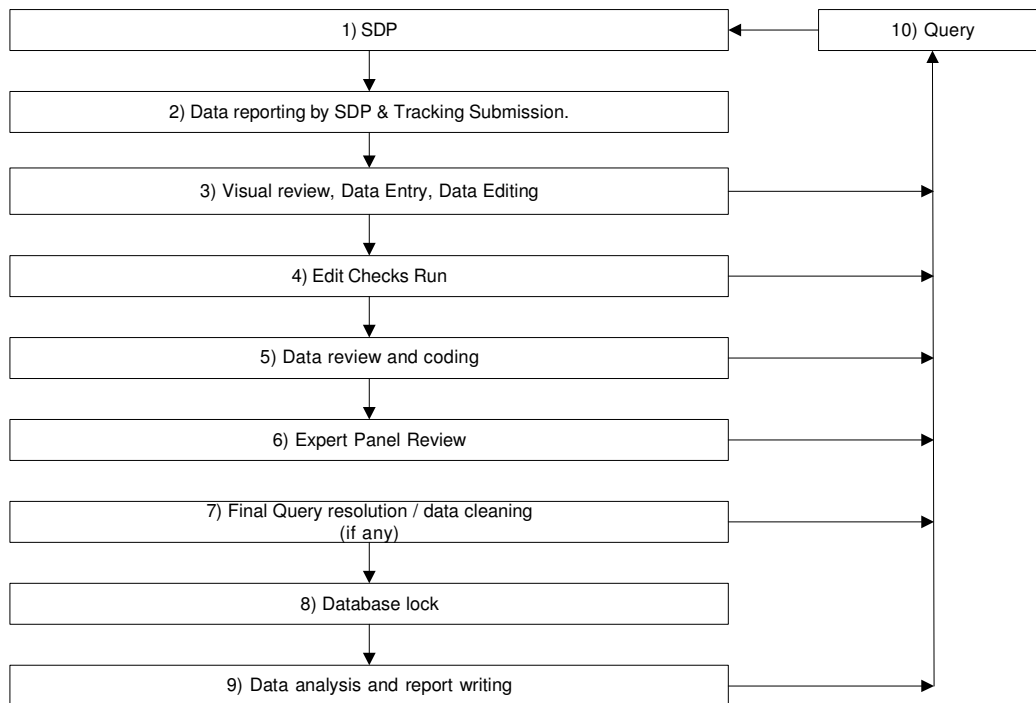 1) SDP
10) Query
2) Data reporting by SDP & Tracking Submission.
3) Visual review, Data Entry, Data Editing
4) Edit Checks Run
5) Data review and coding
6) Expert Panel Review
7) Final Query resolution / data cleaning
(if any)
8) Database lock
9) Data analysis and report writing